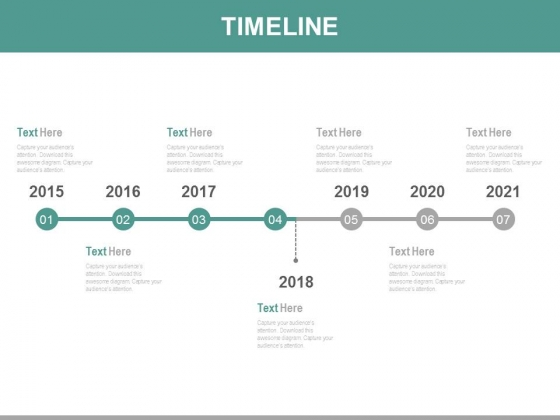 TIMELINE
Text Here
Capture your audience's
attention. Download this
awesome diagram. Capture your
audience's attention.
Text Here
Capture your audience's
attention. Download this
awesome diagram. Capture your
audience's attention.
Text Here
Capture your audience's
attention. Download this
awesome diagram. Capture your
audience's attention.
Text Here
Capture your audience's
attention. Download this
awesome diagram. Capture your
audience's attention.
2015
2016
2017
2019
2020
2021
01
02
03
04
05
06
07
Text Here
Capture your audience's
attention. Download this
awesome diagram. Capture your
audience's attention.
2018
Text Here
Capture your audience's
attention. Download this
awesome diagram. Capture your
audience's attention.
Text Here
Capture your audience's
attention. Download this
awesome diagram. Capture your
audience's attention.